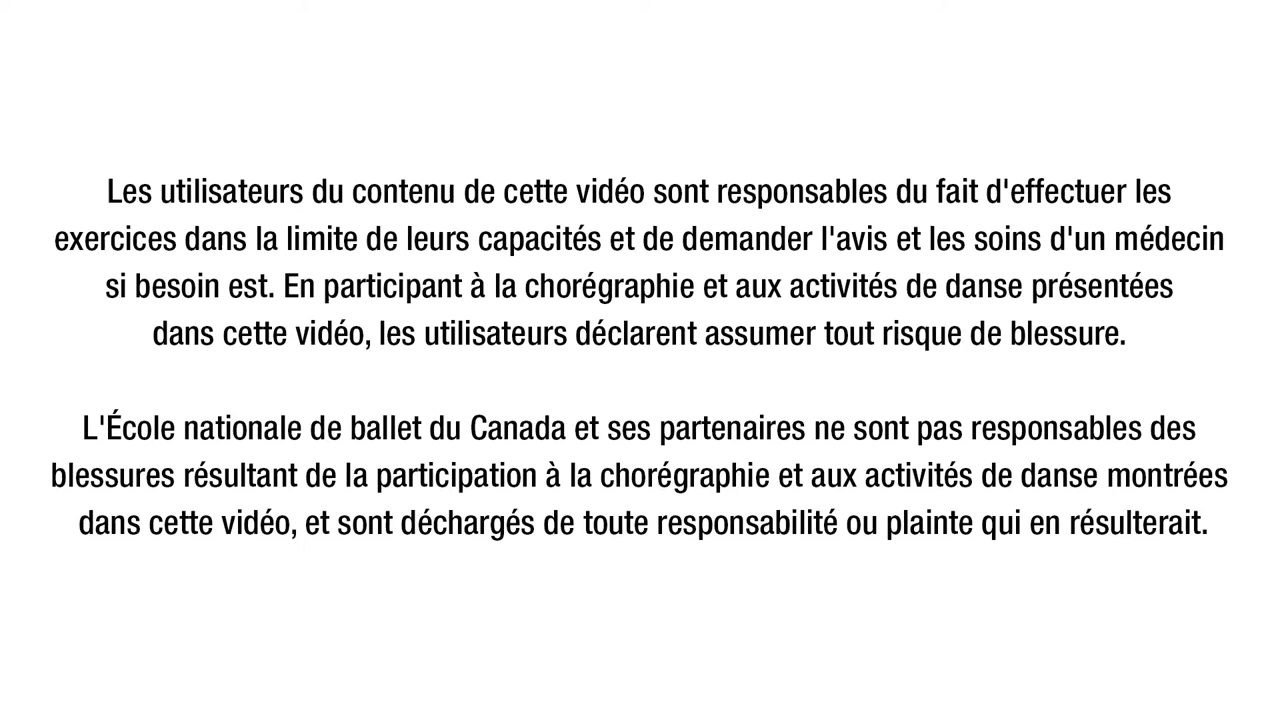 Les utilisateurs du contenu de cette vidéo sont responsables du fait d'effectuer les
exercices dans la limite de leurs capacités et de demander l'avis et les soins d'un médecin
si besoin est. En participant à la chorégraphie et aux activités de danse présentées
dans cette vidéo, les utilisateurs déclarent assumer tout risque de blessure.
L'École nationale de ballet du Canada et ses partenaires ne sont pas responsables des
blessures résultant de la participation à la chorégraphie et aux activités de danse montrées
dans cette vidéo, et sont déchargés de toute responsabilité ou plainte qui en résulterait.